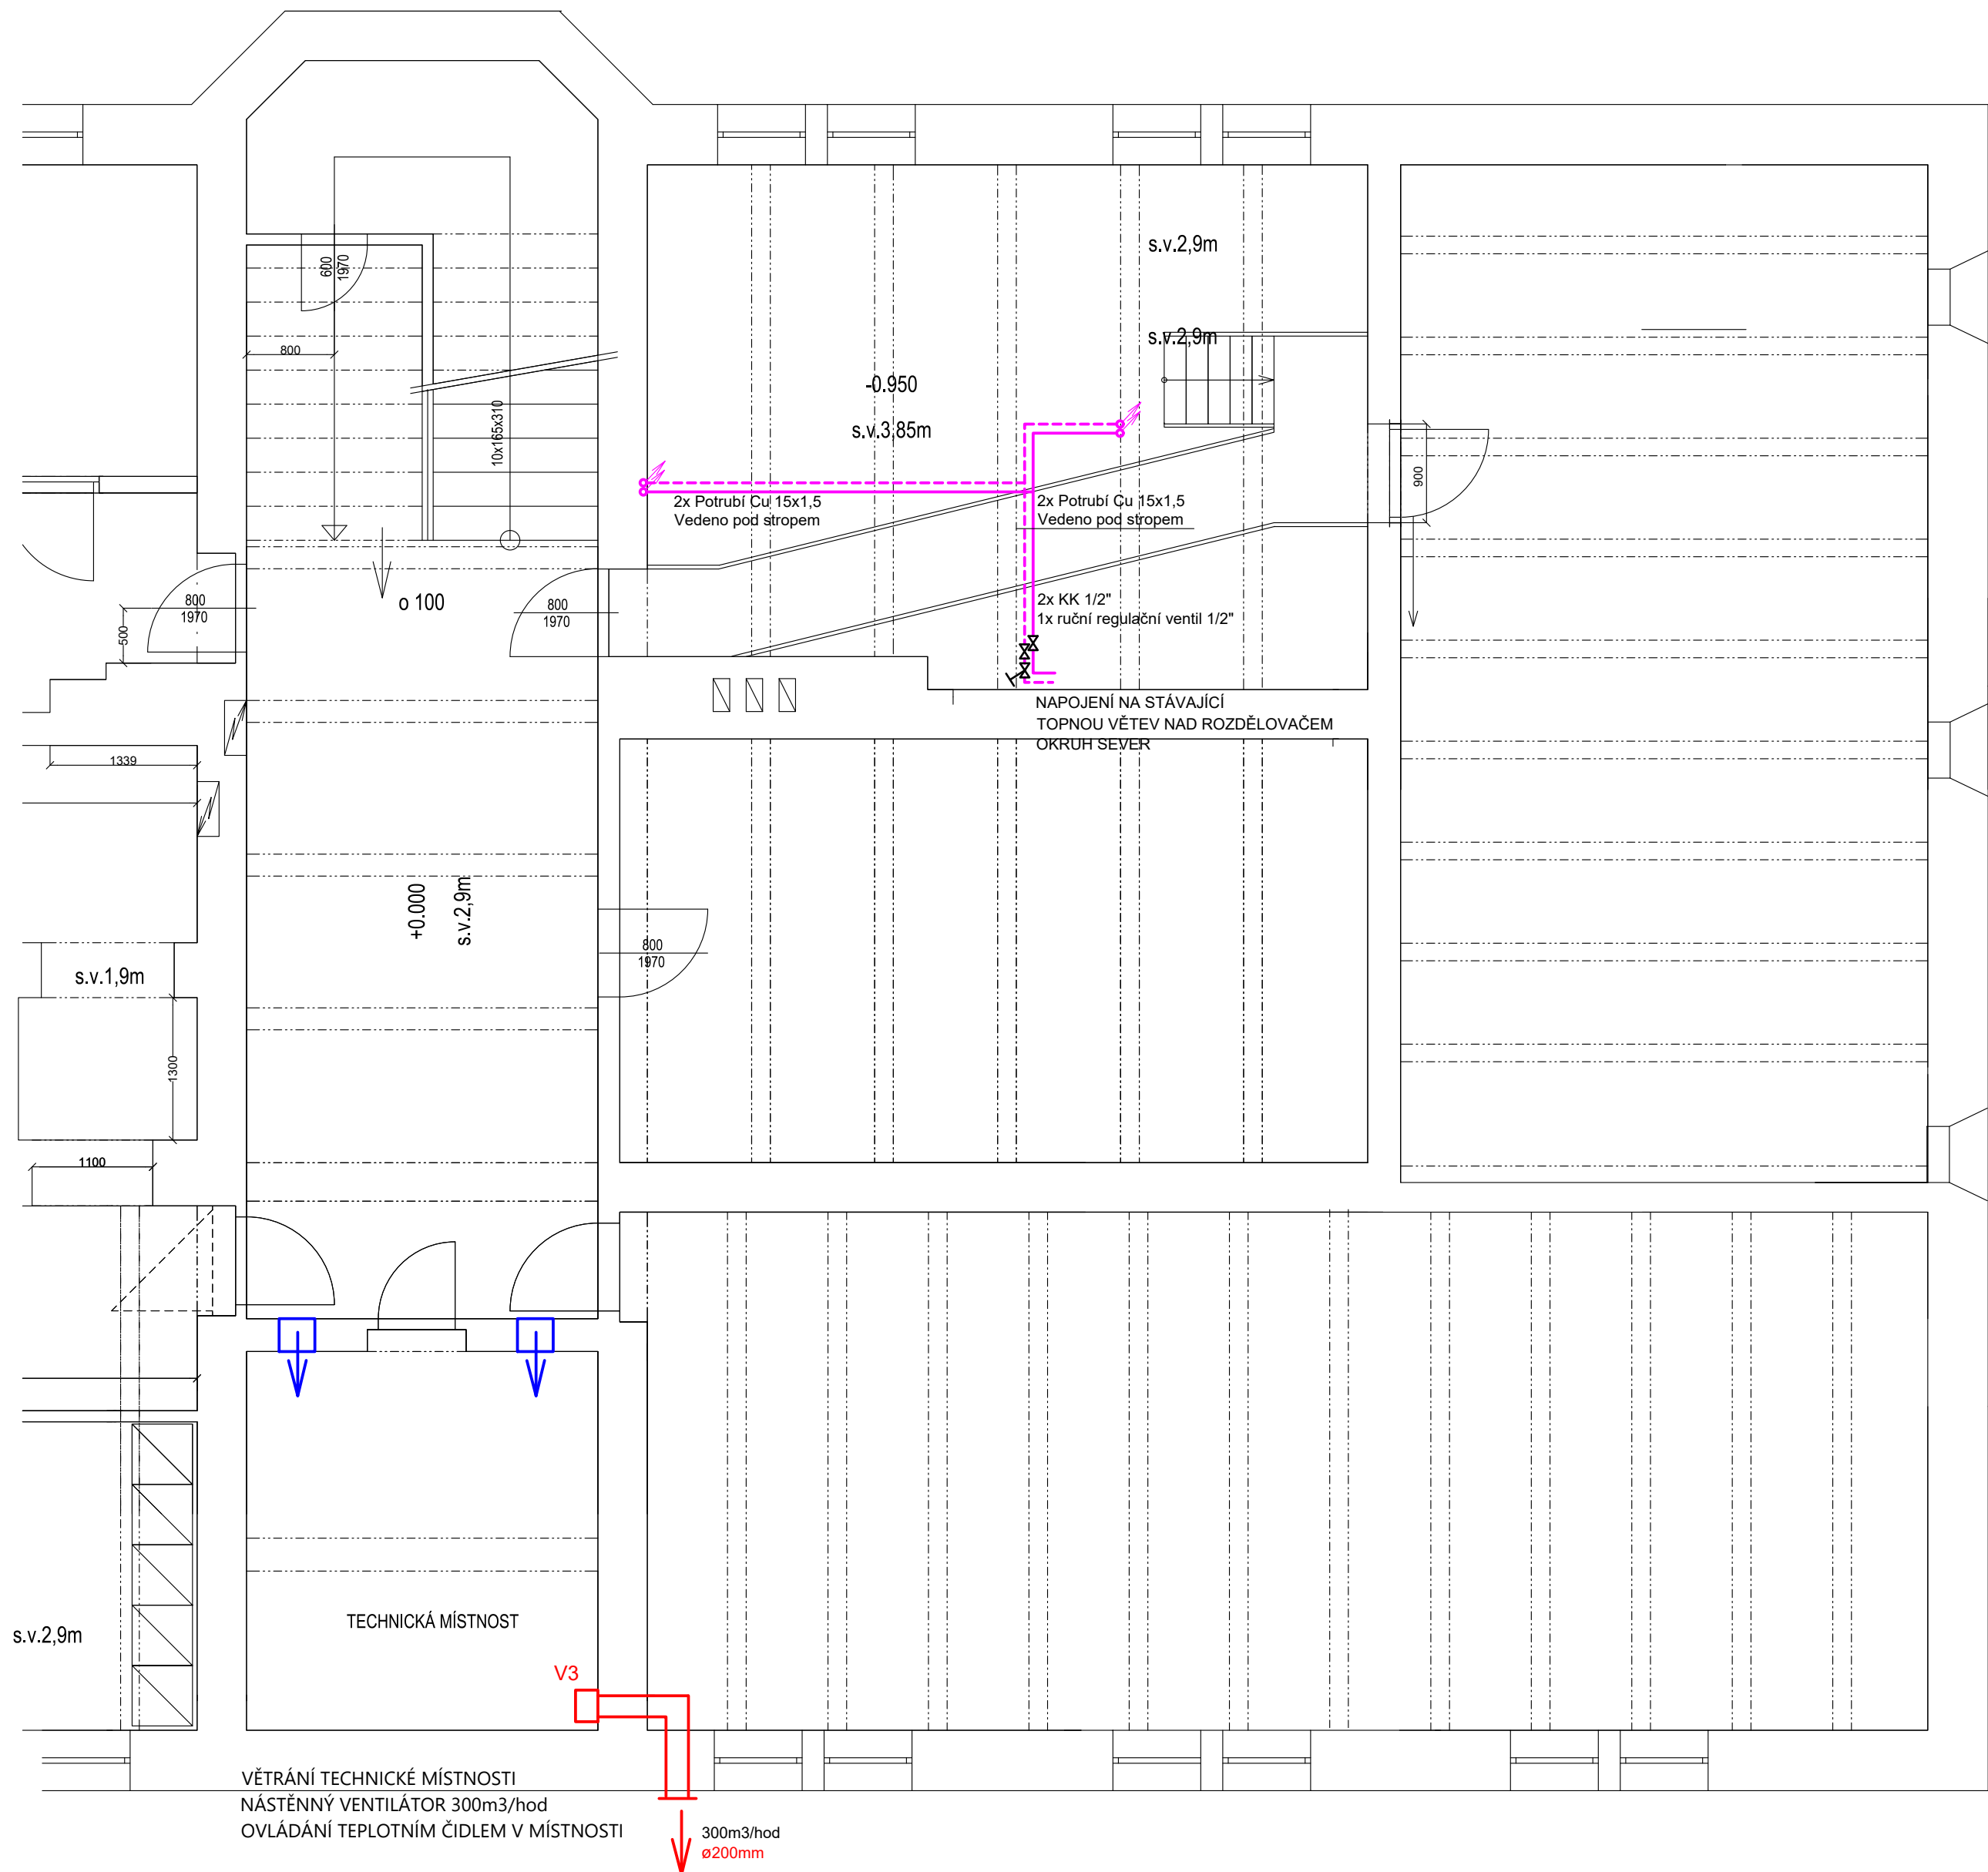 s.v.2,9m
600
1970
s.v.2,9m
800
-0.950
10x165x310
s.v.3,85m
900
2x Potrubí Cu 15x1,5
Vedeno pod stropem
2x Potrubí Cu 15x1,5
Vedeno pod stropem
o 100
800
1970
800
1970
500
2x KK 1/2"
1x ruční regulační ventil 1/2"
NAPOJENÍ NA STÁVAJÍCÍ
TOPNOU VĚTEV NAD ROZDĚLOVAČEM
OKRUH SEVER
1339
+0.000
s.v.2,9m
800
1970
s.v.1,9m
1300
1100
TECHNICKÁ MÍSTNOST
s.v.2,9m
V3
VĚTRÁNÍ TECHNICKÉ MÍSTNOSTI
NÁSTĚNNÝ VENTILÁTOR 300m3/hod
OVLÁDÁNÍ TEPLOTNÍM ČIDLEM V MÍSTNOSTI
300m3/hod
ø200mm